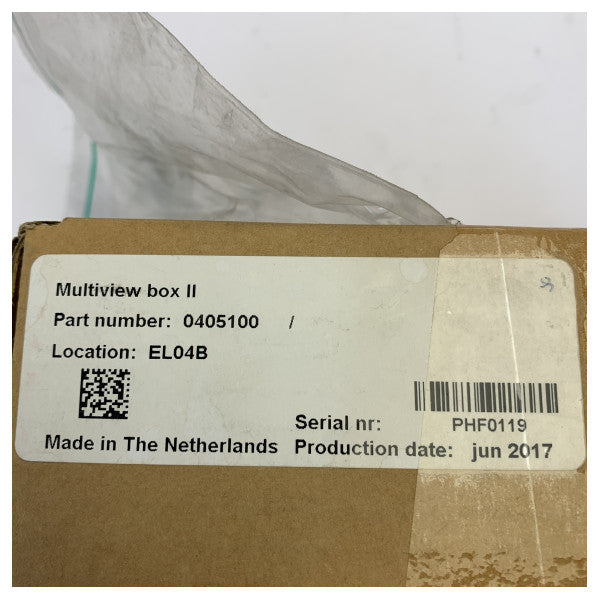 Multiview box II
Part number: 0405100 /
Location: EL04B
Serial nr: PHF0119
Made in The Netherlands Production date: jun 2017